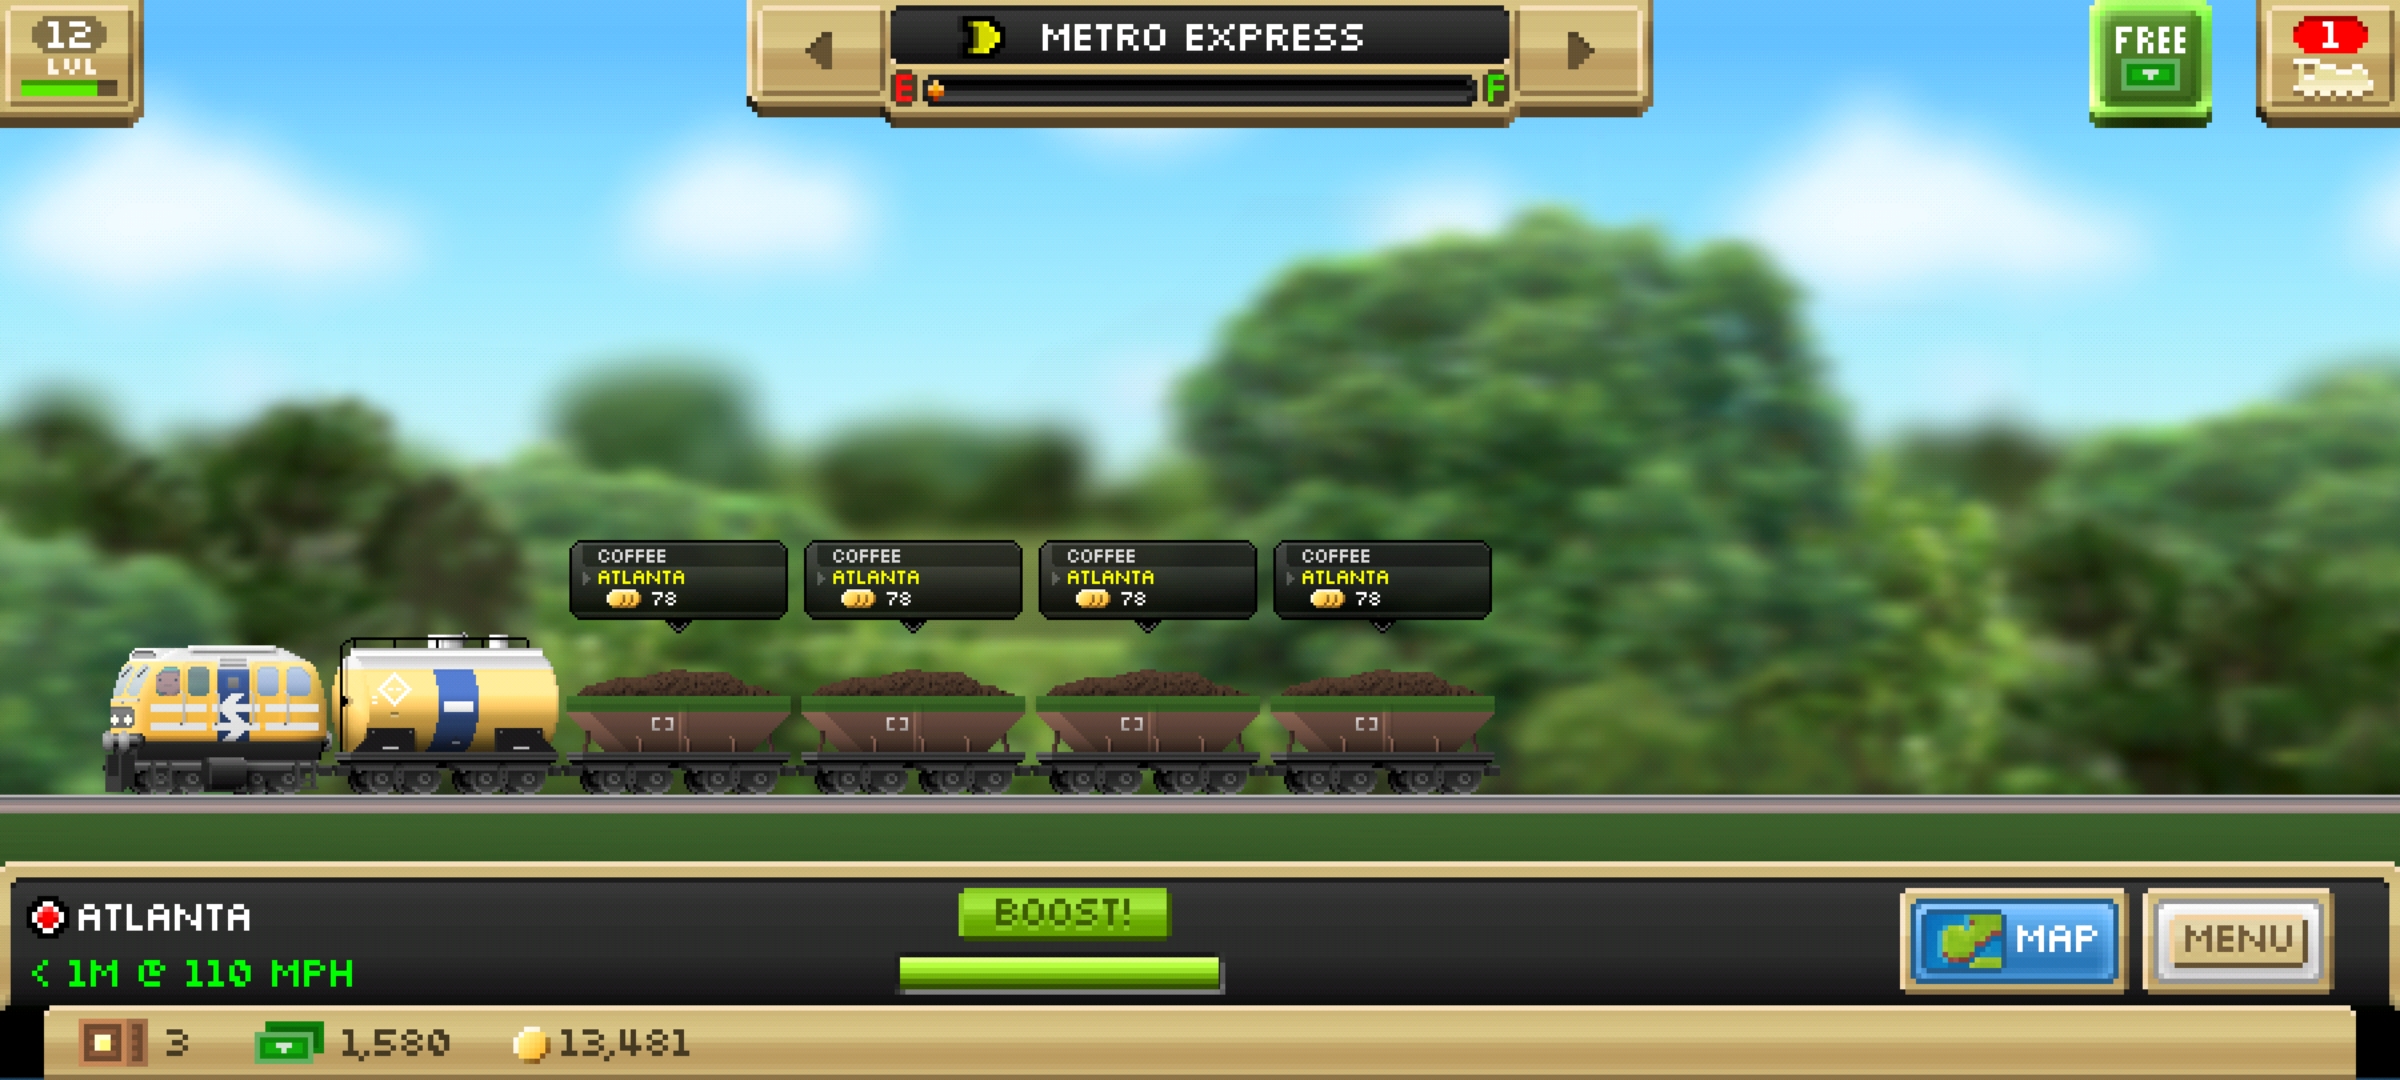 12
LVL
METRO EXPRESS
E F
FREE
1
COFFEE
ATLANTA
78
COFFEE
ATLANTA
78
COFFEE
ATLANTA
78
COFFEE
ATLANTA
78
ATLANTA
< 1M @ 110 MPH
BOOST!
MAP
MENU
3
1,580
13,481